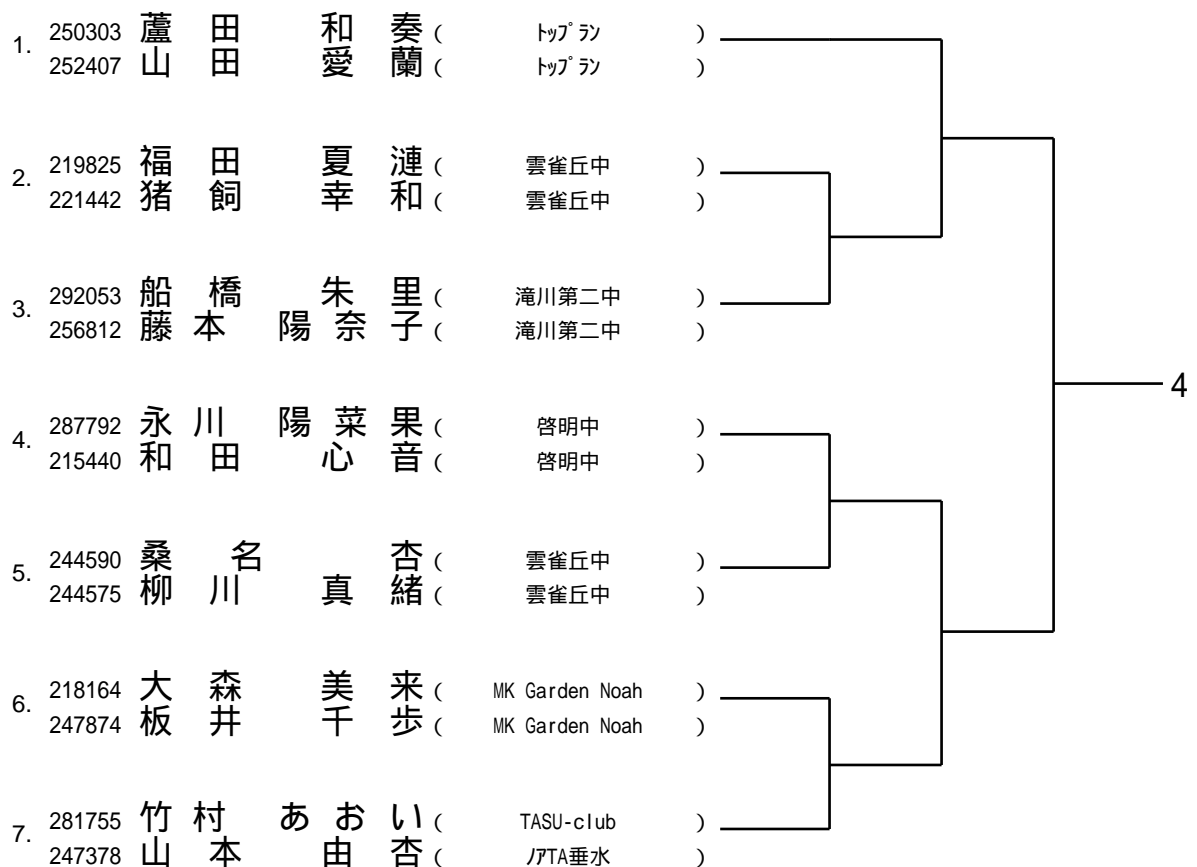 1. 250303 蘆田 和奏 ( ﾄｯﾌﾟﾗﾝ )
252407 山田 愛蘭 ( ﾄｯﾌﾟﾗﾝ )
2. 219825 福田 夏漣 ( 雲雀丘中 )
221442 猪飼 幸和 ( 雲雀丘中 )
3. 292053 船橋 朱里 ( 滝川第二中 )
256812 藤本 陽奈子 ( 滝川第二中 )
4
4. 287792 永川 陽菜果 ( 啓明中 )
215440 和田 心音 ( 啓明中 )
5. 244590 桑名 杏 ( 雲雀丘中 )
244575 柳川 真緒 ( 雲雀丘中 )
6. 218164 大森 美来 ( MK Garden Noah )
247874 板井 千歩 ( MK Garden Noah )
7. 281755 竹村 あおい ( TASU-club )
247378 山本 由杏 ( ﾉｱTA垂水 )